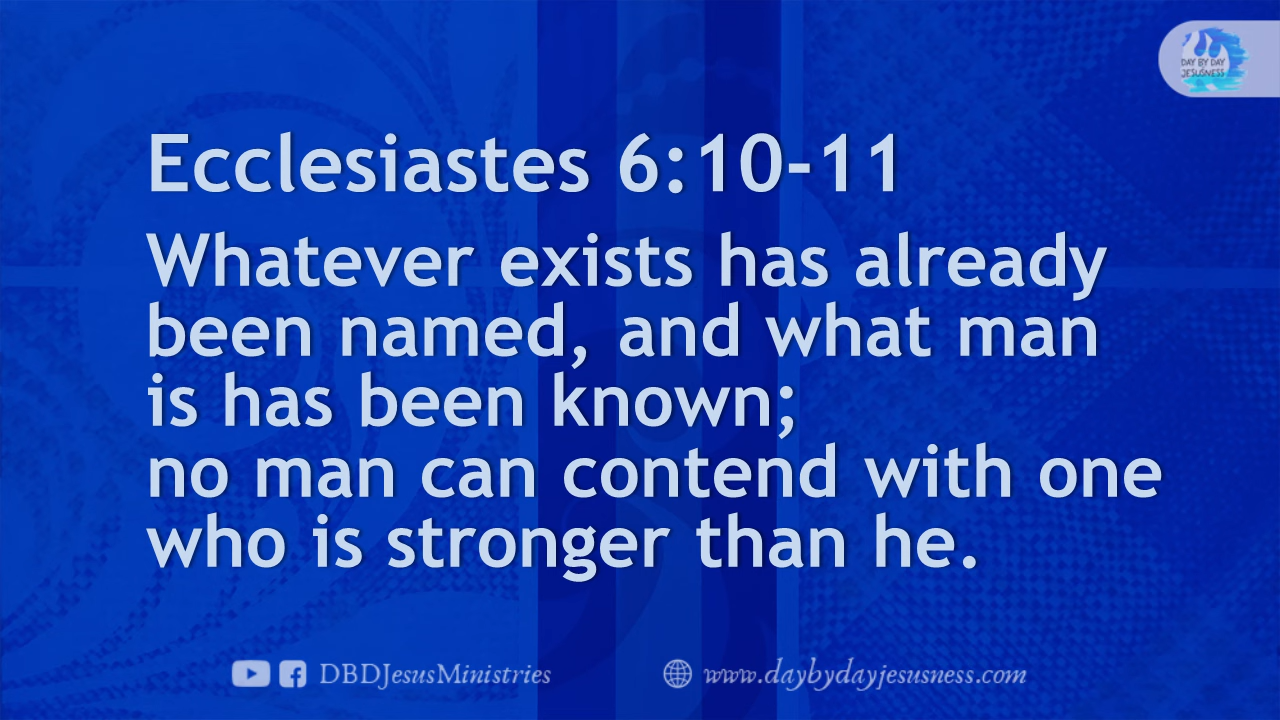 DAY BY DAY
JESUSNESS
Ecclesiastes 6:10-11
Whatever exists has already
been named, and what man
is has been known;
no man can contend with one
who is stronger than he.
DBDJesusMinistries
www.daybydayjesusness.com